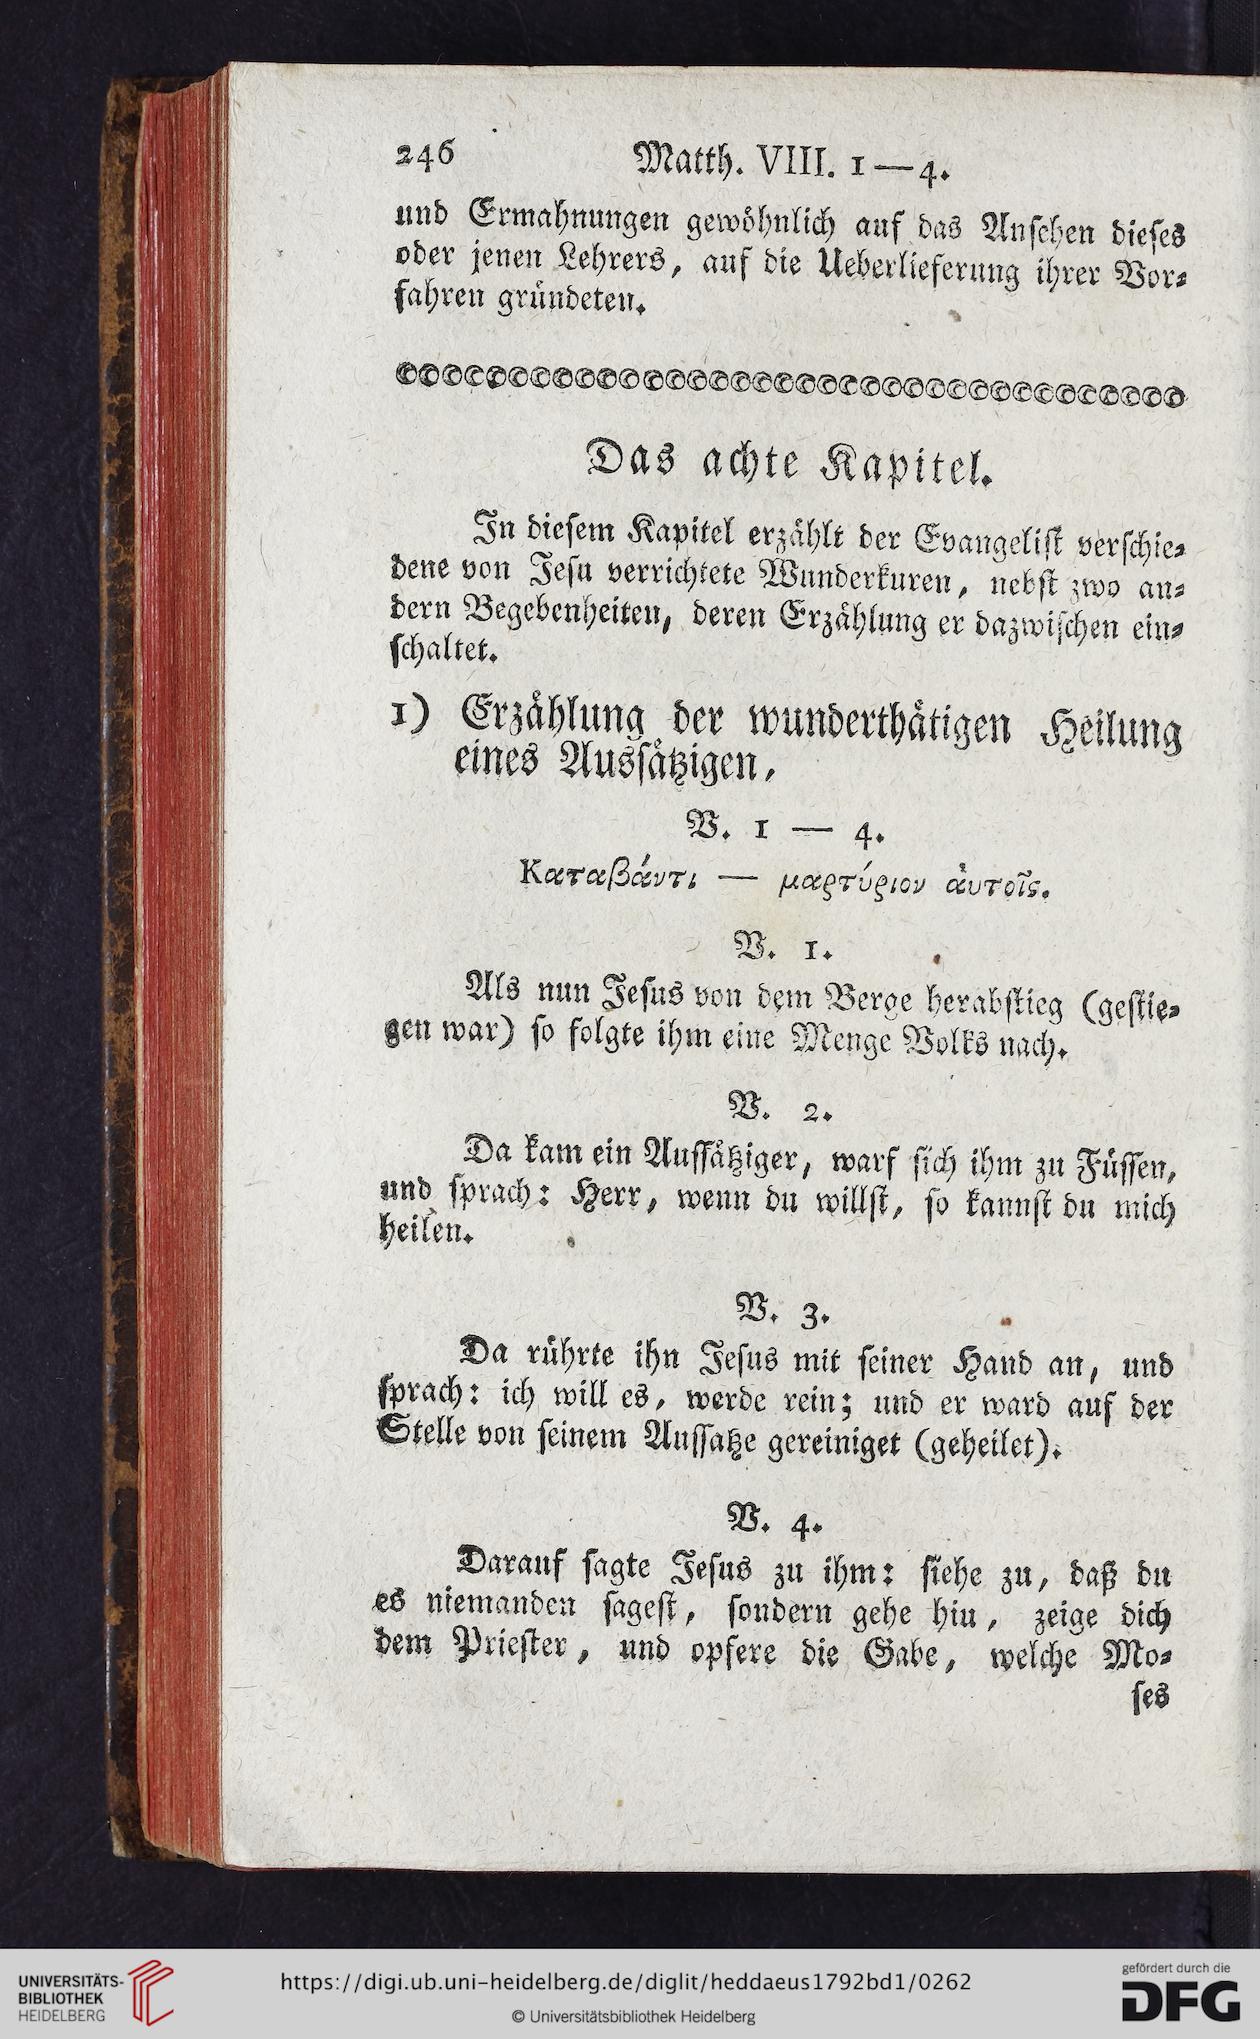 246 Matth. VIII. 1—4.
und Ermahnungen gewöhnlich auf das Ansehen dieses
oder jenen Lehrers, auf die Ueberlieferung ihrer Vor⸗
fahren gründeten.
Das achte Kapitel.
In diesem Kapitel erzählt der Evangelist verschie⸗
dene von Jesu verrichtete Wunderkuren, nebst zwo an⸗
dern Begebenheiten, deren Erzählung er dazwischen ein⸗
schaltet.
1) Erzählung der wunderthätigen Heilung
eines Aussätzigen,
V. 1 — 4.
Καταβάντι — μαρτύριον ἀυτοῖς.
V. 1.
Als nun Jesus von dem Berge herabstieg (gestie⸗
gen war) so folgte ihm eine Menge Volks nach.
V. 2.
Da kam ein Aussätziger, warf sich ihm zu Füssen,
und sprach: Herr, wenn du willst, so kannst du mich
heilen.
V. 3.
Da rührte ihn Jesus mit seiner Hand an, und
sprach: ich will es, werde rein; und er ward auf der
Stelle von seinem Aussatze gereiniget (geheilet).
V. 4.
Darauf sagte Jesus zu ihm: siehe zu, daß du
es niemanden sagest, sondern gehe hin, zeige dich
dem Priester, und opfere die Gabe, welche Mo⸗
ses
UNIVERSITÄTS-
BIBLIOTHEK
HEIDELBERG
https://digi.ub.uni-heidelberg.de/diglit/heddaeus1792bd1/0262
© Universitätsbibliothek Heidelberg
gefördert durch die
DFG